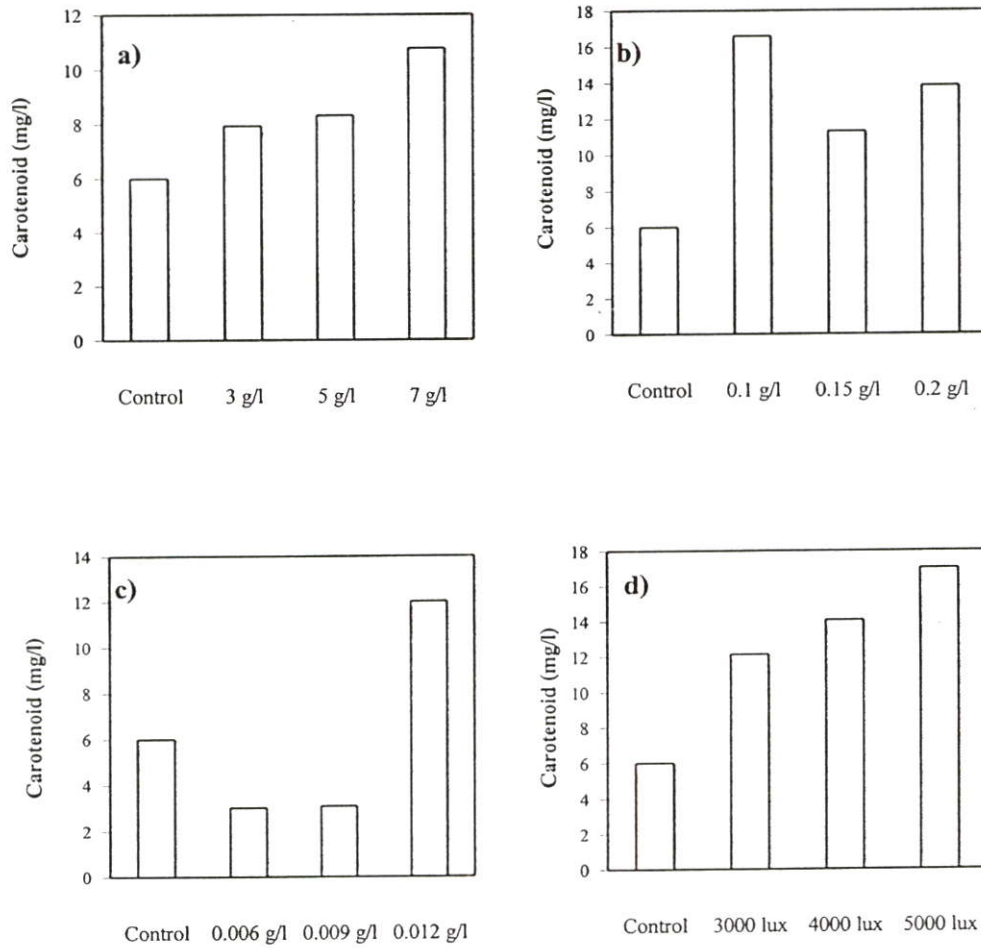 a)
Carotenoid (mg/l)
12
10
8
6
4
2
0
Control 3 g/l 5 g/l 7 g/l
b)
Carotenoid (mg/l)
18
16
14
12
10
8
6
4
2
0
Control 0.1 g/l 0.15 g/l 0.2 g/l
c)
Carotenoid (mg/l)
14
12
10
8
6
4
2
0
Control 0.006 g/l 0.009 g/l 0.012 g/l
d)
Carotenoid (mg/l)
18
16
14
12
10
8
6
4
2
0
Control 3000 lux 4000 lux 5000 lux